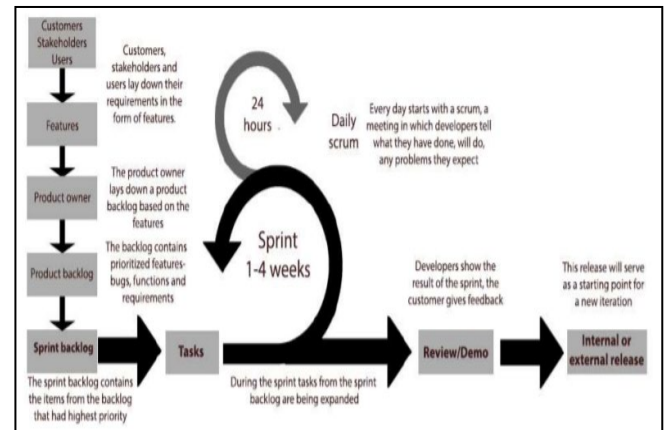 Customers
Stakeholders
Users
Customers,
stakeholders and
users lay down their
requirements in the
form of features.
Features
The product owner
lays down a product
backlog based on the
features
Product owner
The backlog contains
prioritized features-
bugs, functions and
requirements
Product backlog
Sprint backlog
The sprint backlog contains
the items from the backlog
that had highest priority
Tasks
24
hours
Daily
scrum
Every day starts with a scrum, a
meeting in which developers tell
what they have done, will do,
any problems they expect
Sprint
1-4 weeks
During the sprint tasks from the sprint
backlog are being expanded
Developers show the
result of the sprint, the
customer gives feedback
Review/Demo
This release will serve
as a starting point for
a new iteration
Internal or
external release